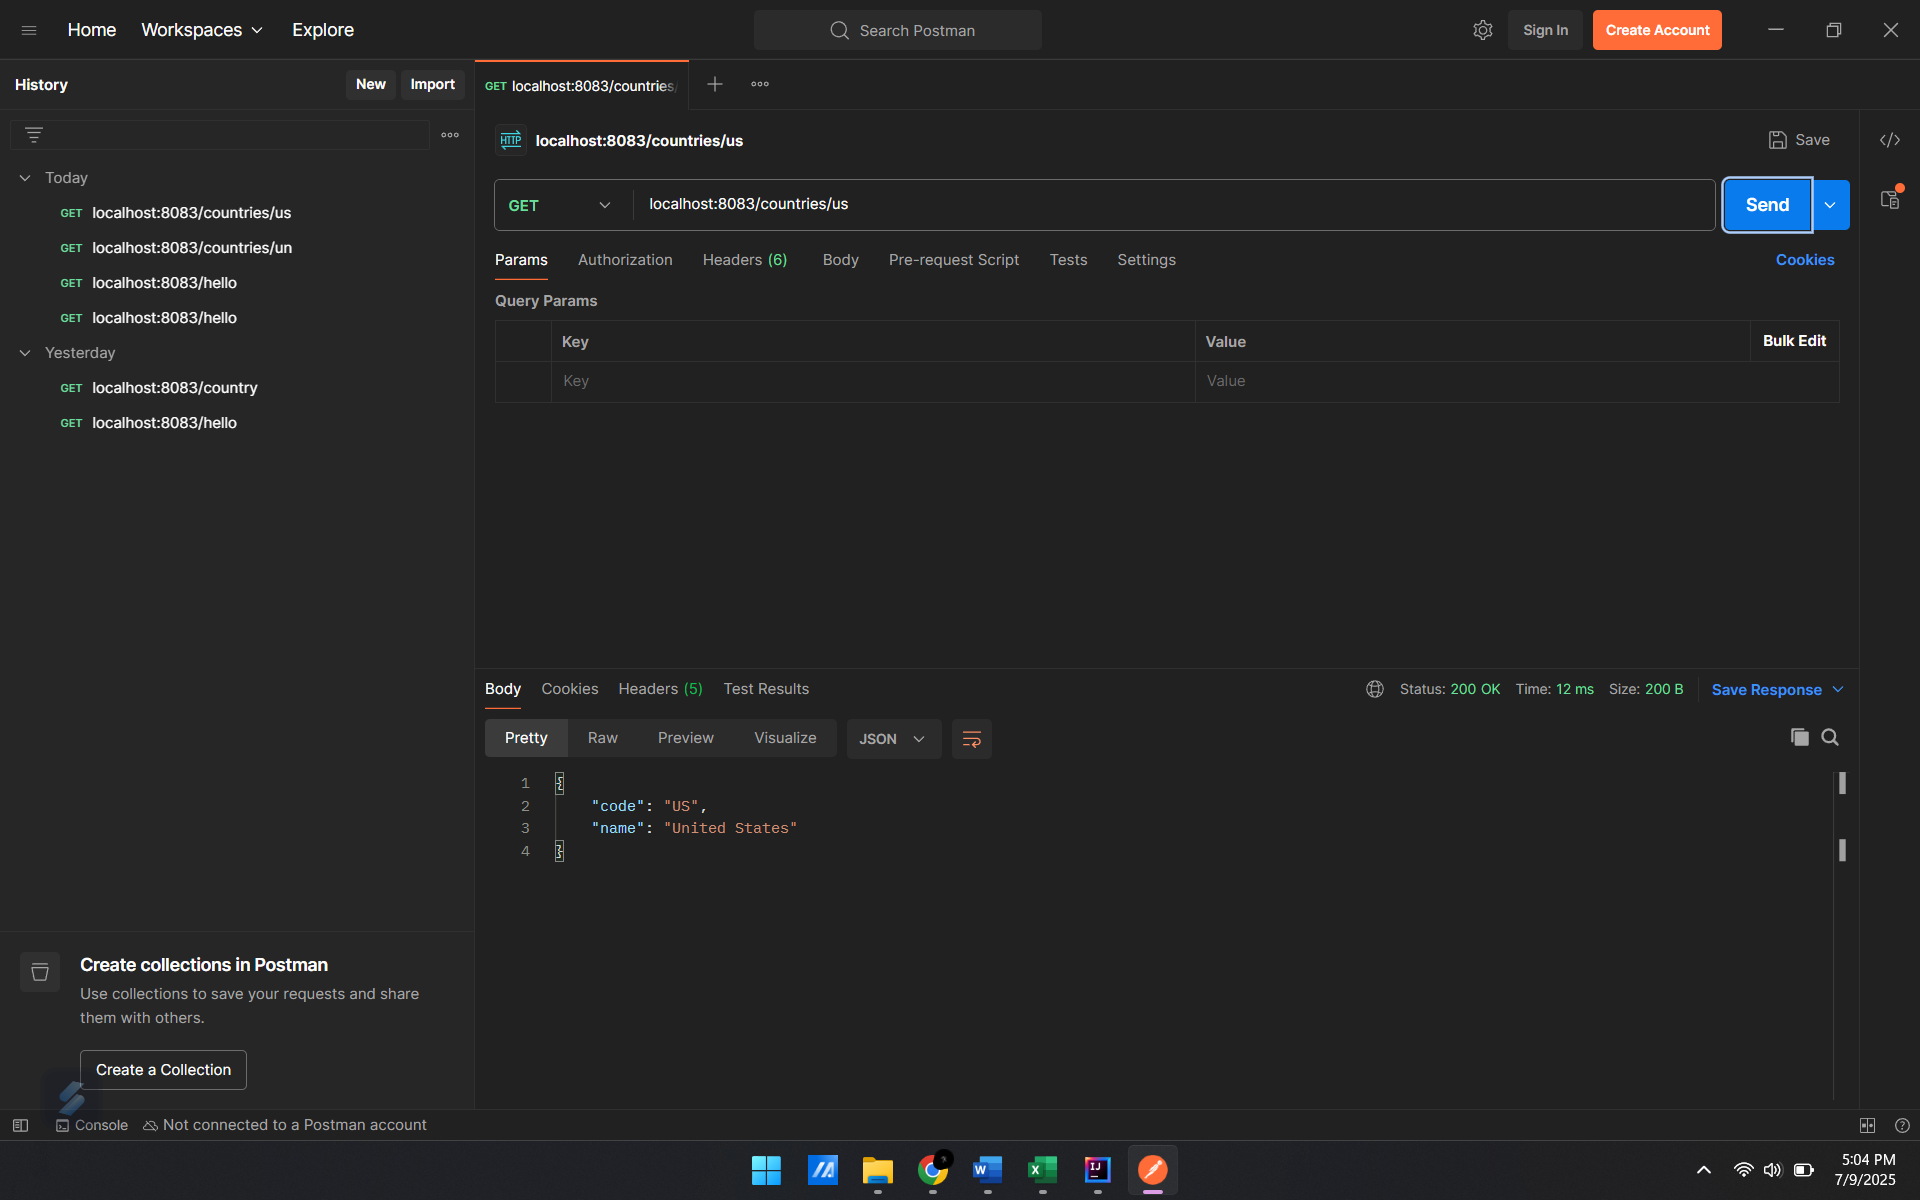 Home Workspaces Explore Search Postman Sign In Create Account
History New Import GET localhost:8083/countries/
HTTP localhost:8083/countries/us Save
Today
GET localhost:8083/countries/us
GET localhost:8083/countries/un
GET localhost:8083/hello
GET localhost:8083/hello
Yesterday
GET localhost:8083/country
GET localhost:8083/hello
GET localhost:8083/countries/us Send
Params Authorization Headers (6) Body Pre-request Script Tests Settings Cookies
Query Params
Key Value Bulk Edit
Key Value
Body Cookies Headers (5) Test Results Status: 200 OK Time: 12 ms Size: 200 B Save Response
Pretty Raw Preview Visualize JSON
1 {
2 "code": "US",
3 "name": "United States"
4 }
Create collections in Postman
Use collections to save your requests and share
them with others.
Create a Collection
Console Not connected to a Postman account
W X IJ
5:04 PM
7/9/2025